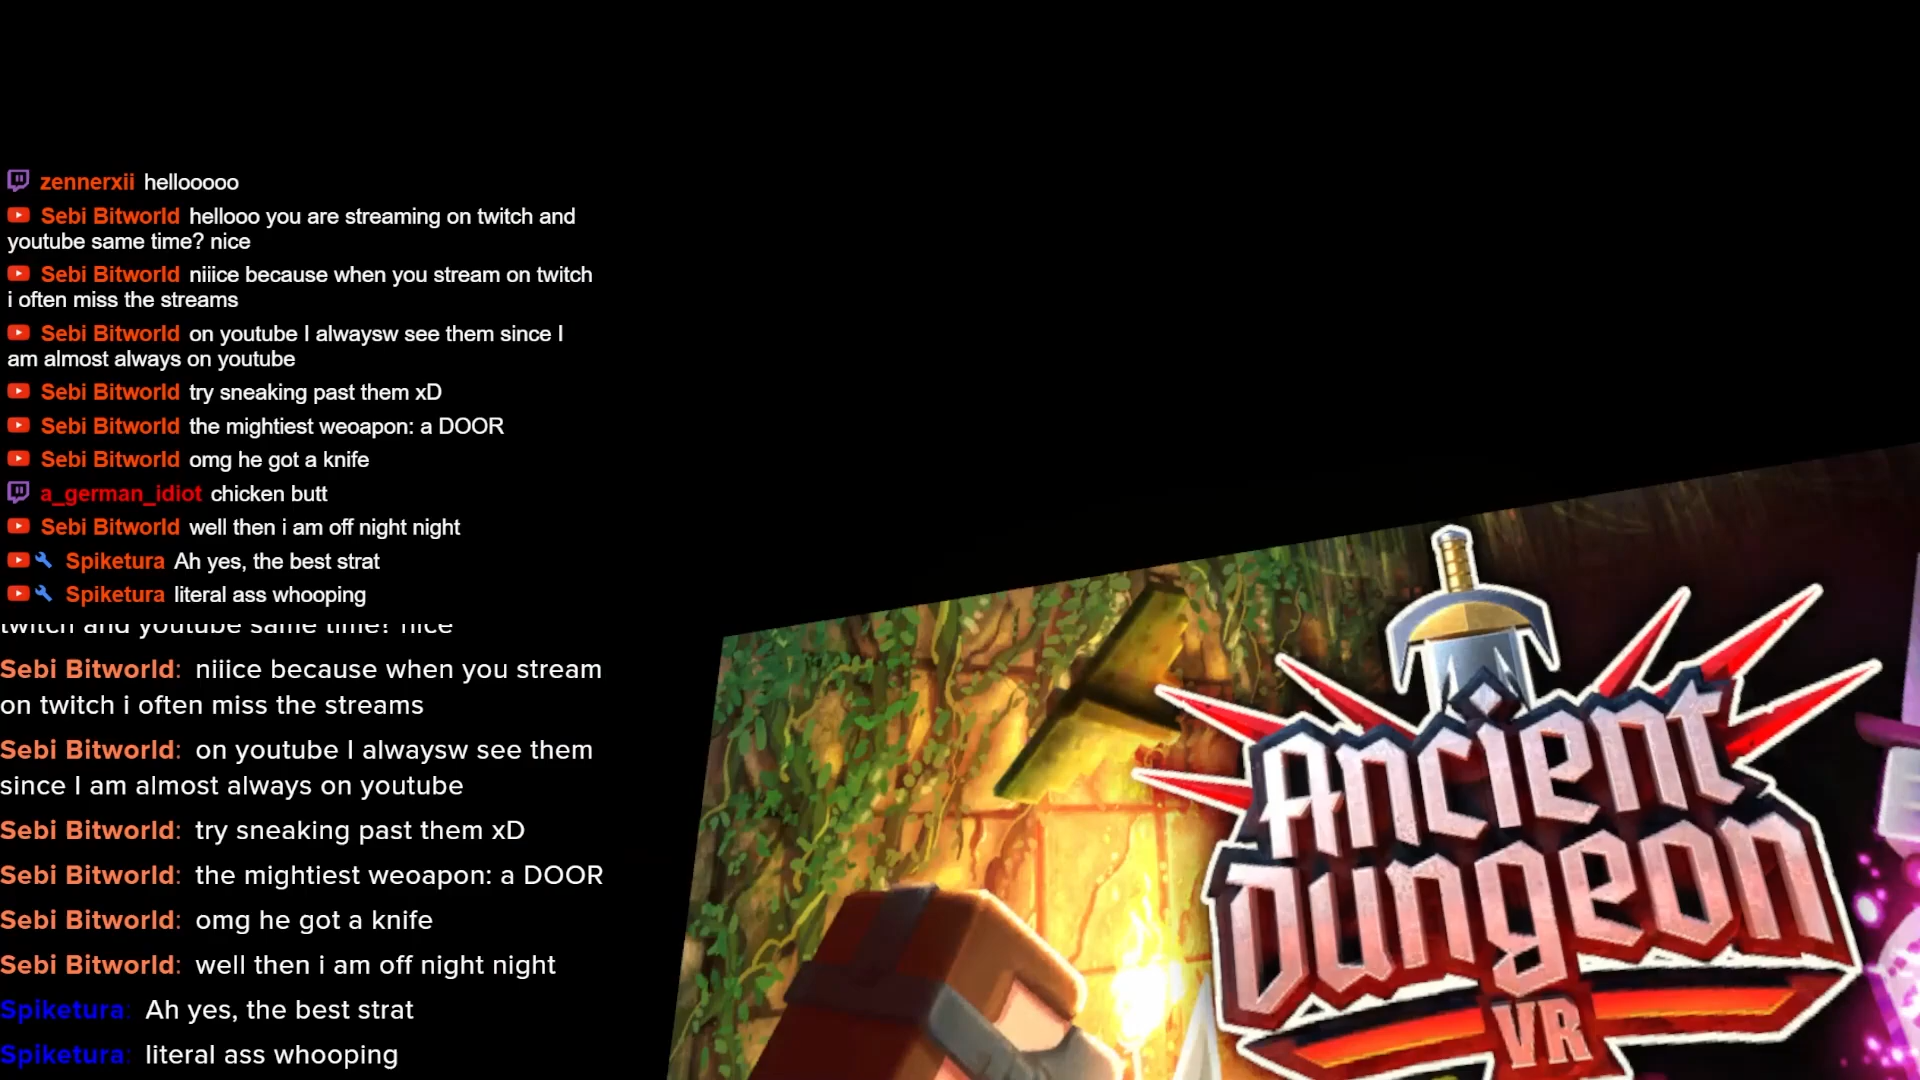 zennerxii hellooooo
Sebi Bitworld hellooo you are streaming on twitch and
youtube same time? nice
Sebi Bitworld niiice because when you stream on twitch
i often miss the streams
Sebi Bitworld on youtube I alwaysw see them since I
am almost always on youtube
Sebi Bitworld try sneaking past them xD
Sebi Bitworld the mightiest weoapon: a DOOR
Sebi Bitworld omg he got a knife
a_german_idiot chicken butt
Sebi Bitworld well then i am off night night
Spiketura Ah yes, the best strat
Spiketura literal ass whooping
twitch and youtube same time? nice
Sebi Bitworld: niiice because when you stream
on twitch i often miss the streams
Sebi Bitworld: on youtube I alwaysw see them
since I am almost always on youtube
Sebi Bitworld: try sneaking past them xD
Sebi Bitworld: the mightiest weoapon: a DOOR
Sebi Bitworld: omg he got a knife
Sebi Bitworld: well then i am off night night
Spiketura: Ah yes, the best strat
Spiketura: literal ass whooping
Ancient
Dungeon
VR